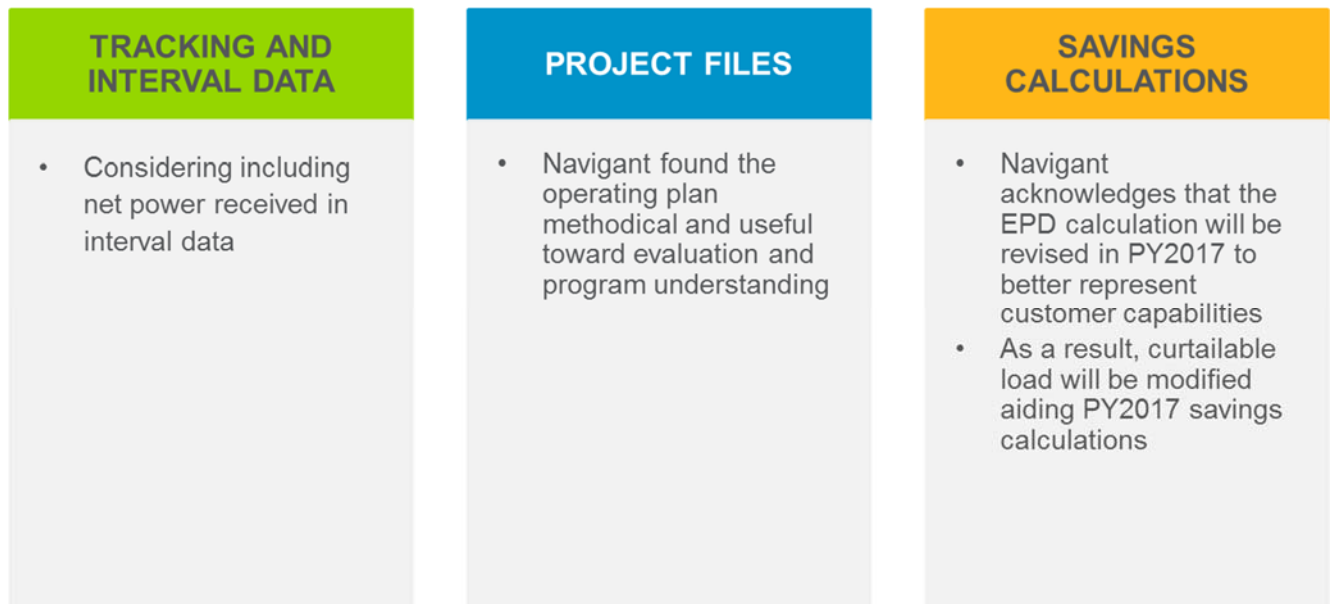 TRACKING AND
INTERVAL DATA
• Considering including
net power received in
interval data
PROJECT FILES
• Navigant found the
operating plan
methodical and useful
toward evaluation and
program understanding
SAVINGS
CALCULATIONS
• Navigant
acknowledges that the
EPD calculation will be
revised in PY2017 to
better represent
customer capabilities
• As a result, curtailable
load will be modified
aiding PY2017 savings
calculations